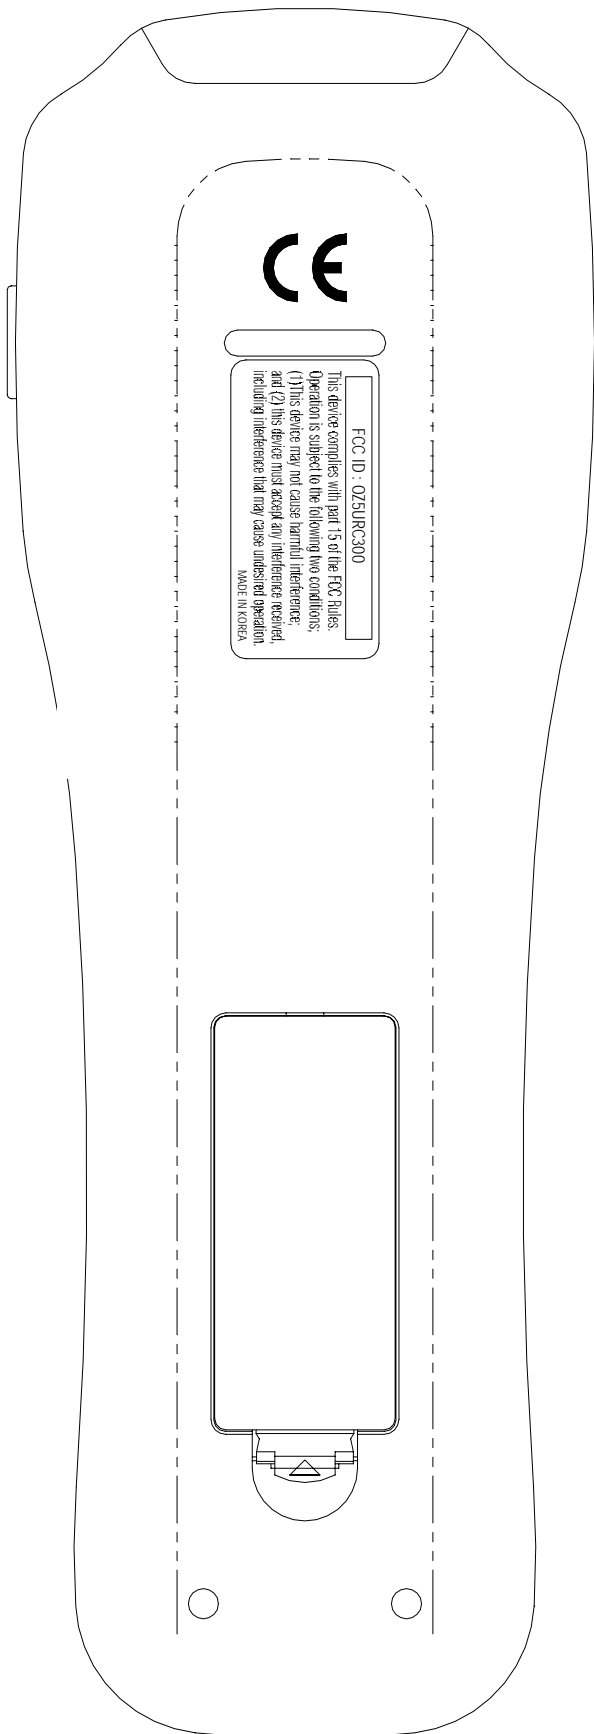 CE
FCC ID : OZ5URC300
This device complies with part 15 of the FCC Rules.
Operation is subject to the following two conditions;
(1)This device may not cause harmful interference;
and (2) this device must accept any interference received,
including interference that may cause undesired operation.
MADE IN KOREA